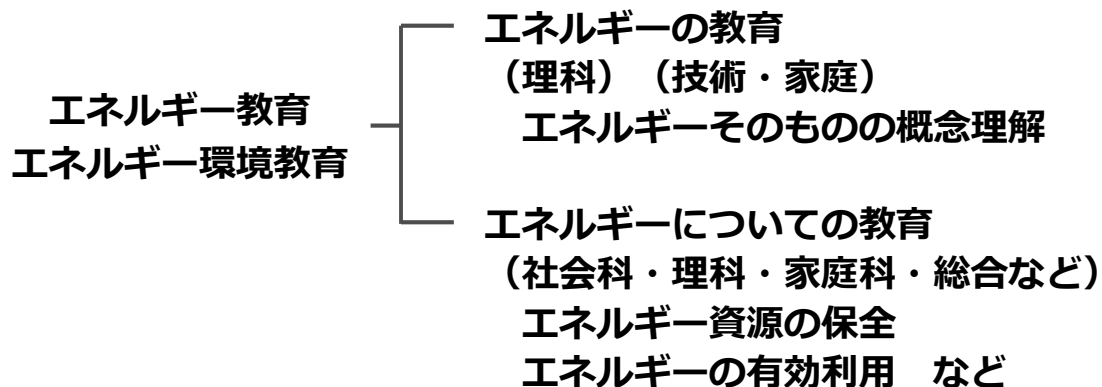 エネルギー教育
エネルギー環境教育
エネルギーの教育
（理科）（技術・家庭）
エネルギーそのものの概念理解
エネルギーについての教育
（社会科・理科・家庭科・総合など）
エネルギー資源の保全
エネルギーの有効利用　など